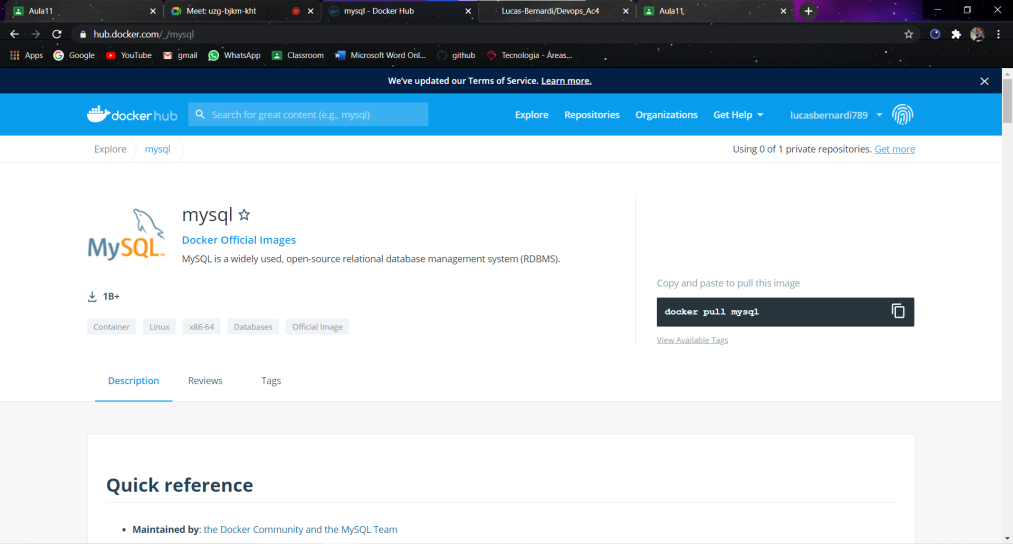 Aula11
Meet: uzg-bjkm-kht
mysql - Docker Hub
Lucas-Bernardi/Devops_Ac4
Aula11
hub.docker.com/_/mysql
Apps Google YouTube gmail WhatsApp Classroom Microsoft Word Onl... github Tecnologia - Áreas...
We've updated our Terms of Service. Learn more.
docker hub
Search for great content (e.g., mysql)
Explore Repositories Organizations Get Help lucasbernardi789
Explore mysql
Using 0 of 1 private repositories. Get more
MySQL
mysql
Docker Official Images
MySQL is a widely used, open-source relational database management system (RDBMS).
1B+
Container Linux x86-64 Databases Official Image
Copy and paste to pull this image
docker pull mysql
View Available Tags
Description Reviews Tags
Quick reference
• Maintained by: the Docker Community and the MySQL Team